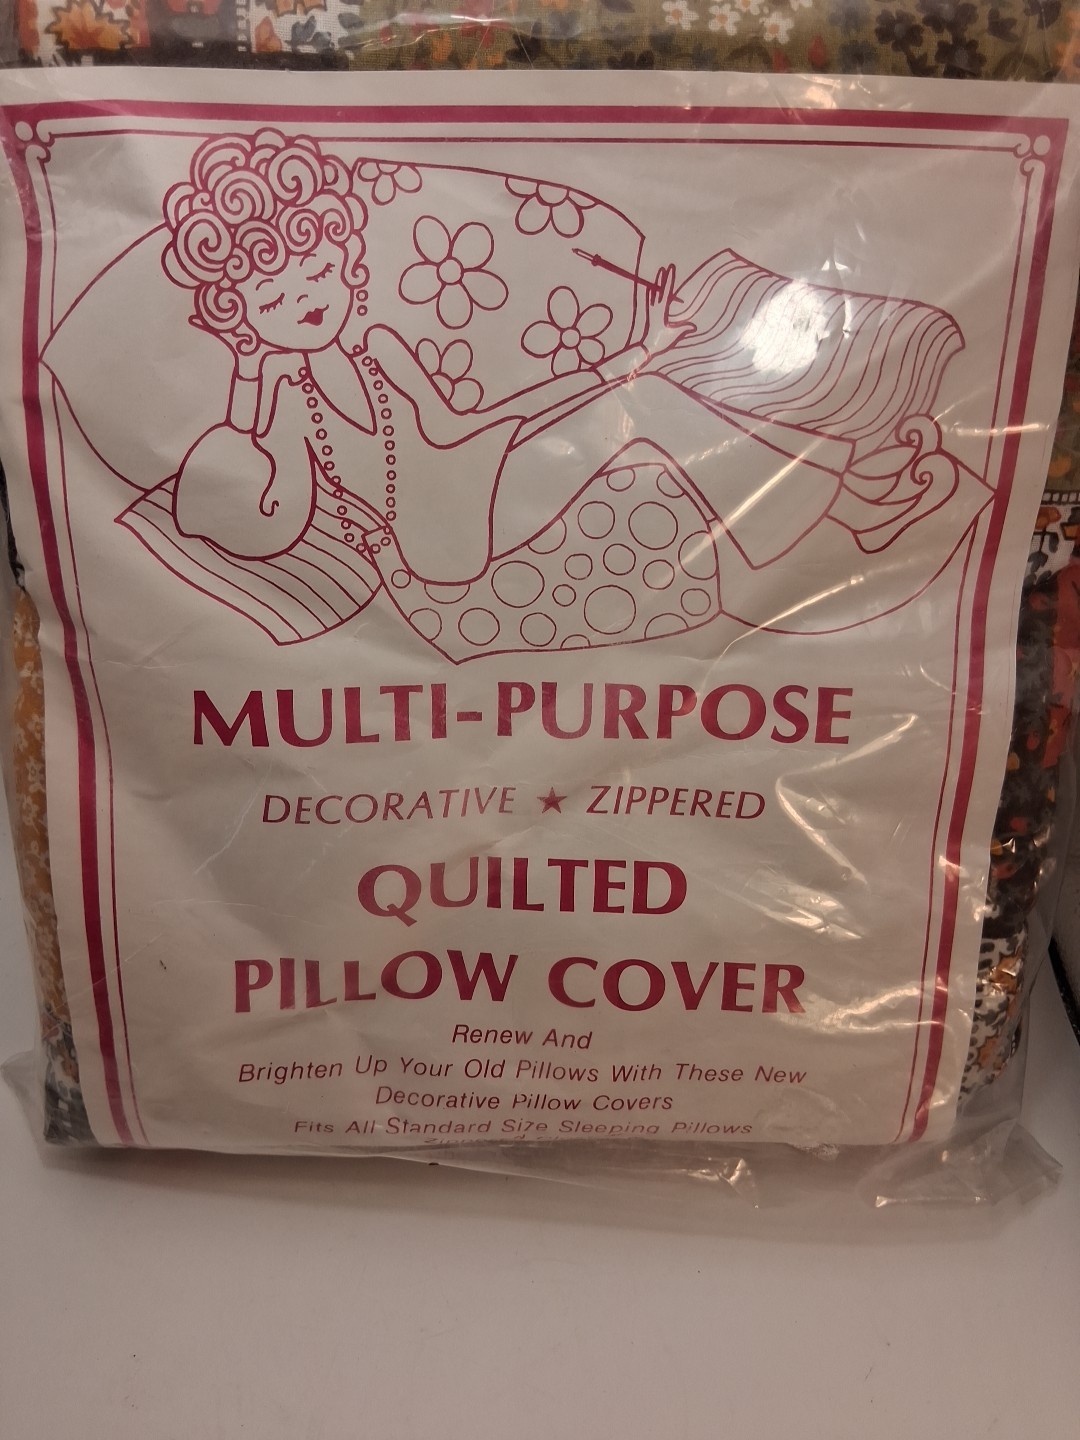 MULTI-PURPOSE
DECORATIVE ★ ZIPPERED
QUILTED
PILLOW COVER
Renew And
Brighten Up Your Old Pillows With These New
Decorative Pillow Covers
Fits All Standard Size Sleeping Pillows